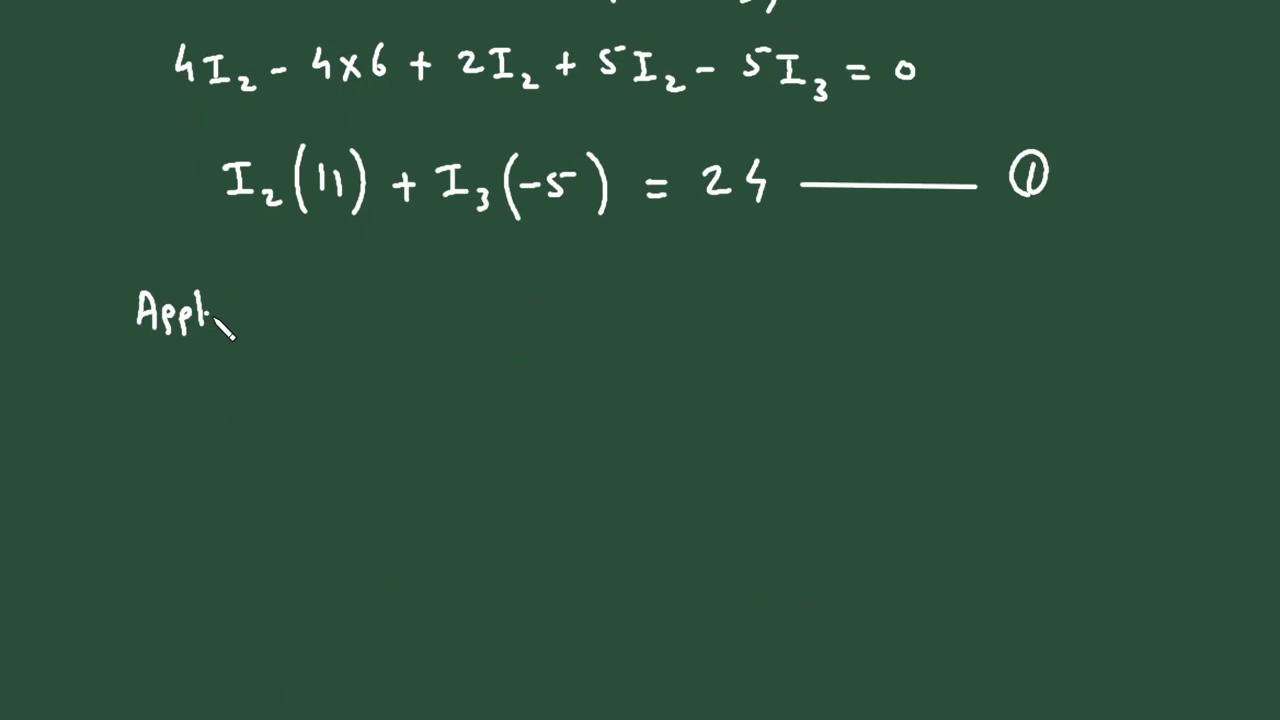 4I₂ - 4×6 + 2I₂ + 5I₂ - 5I₃ = 0
I₂(11) + I₃(-5) = 24 ——— ①
Appl